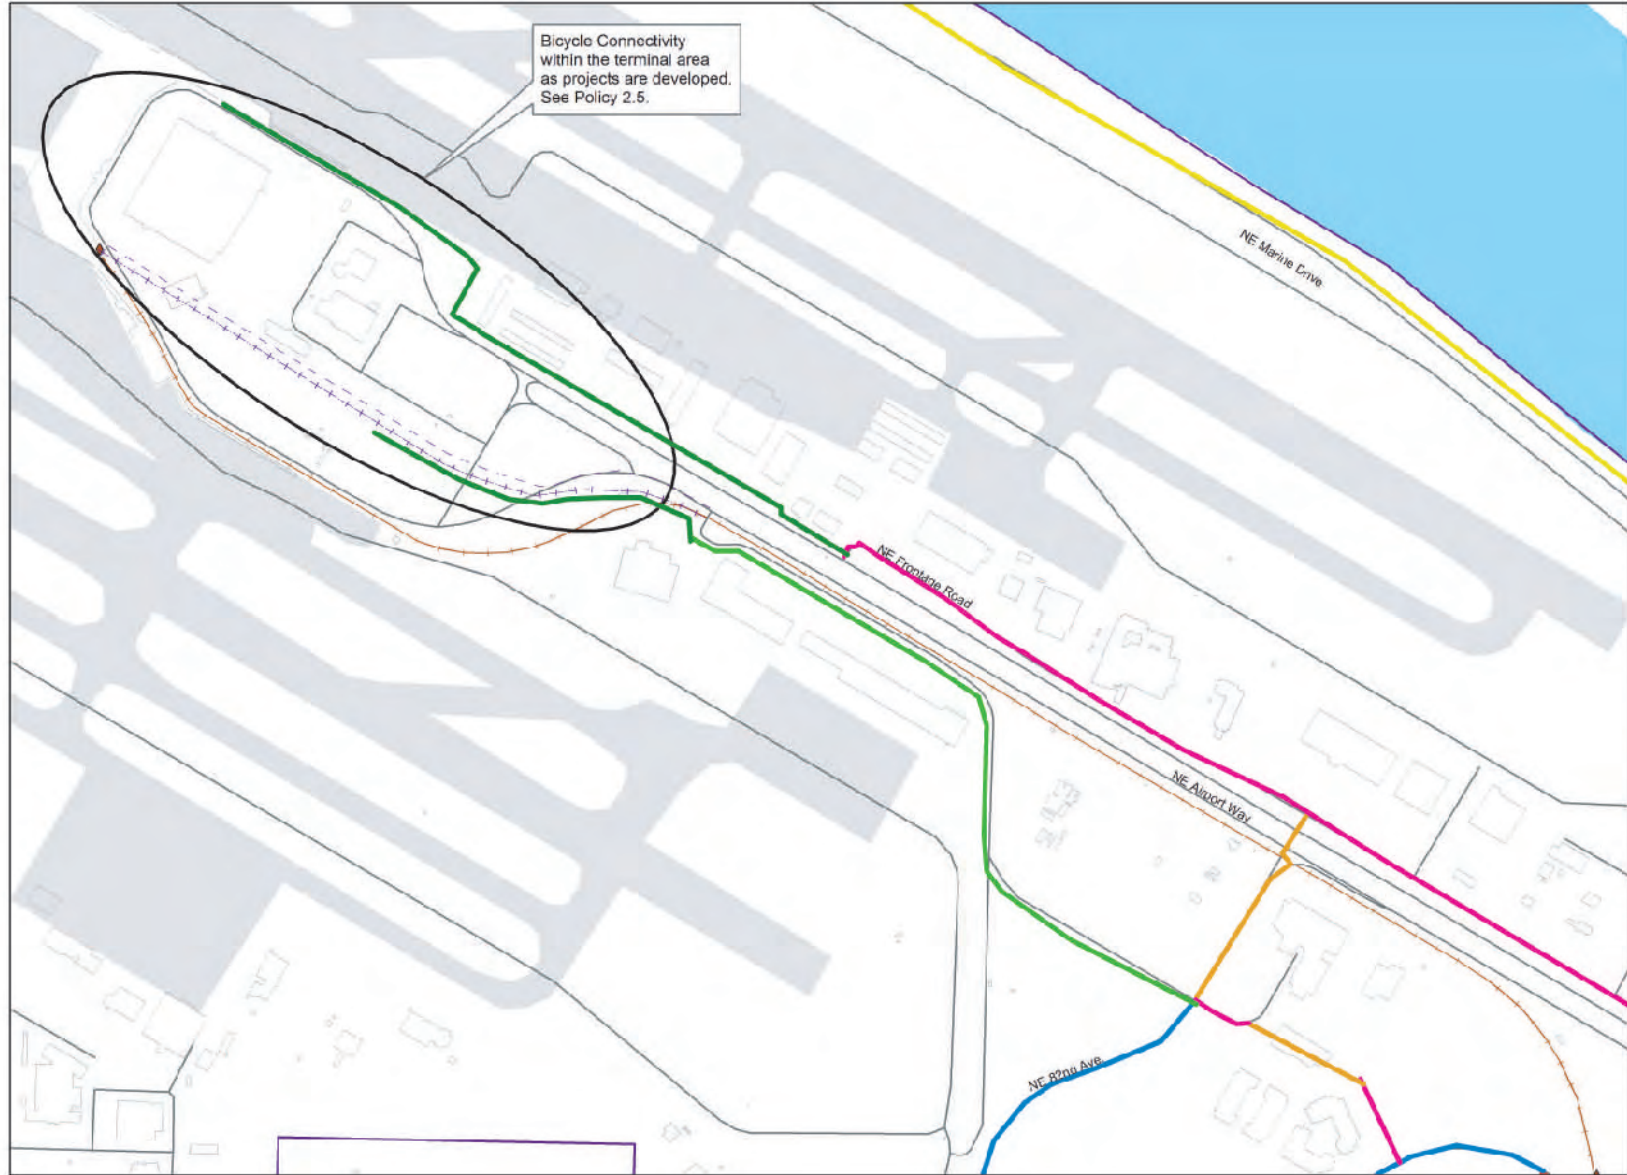 Bicycle Connectivity
within the terminal area
as projects are developed.
See Policy 2.5.
NE Marine Drive
NE Frontage Road
NE Airport Way
NE 82nd Ave.